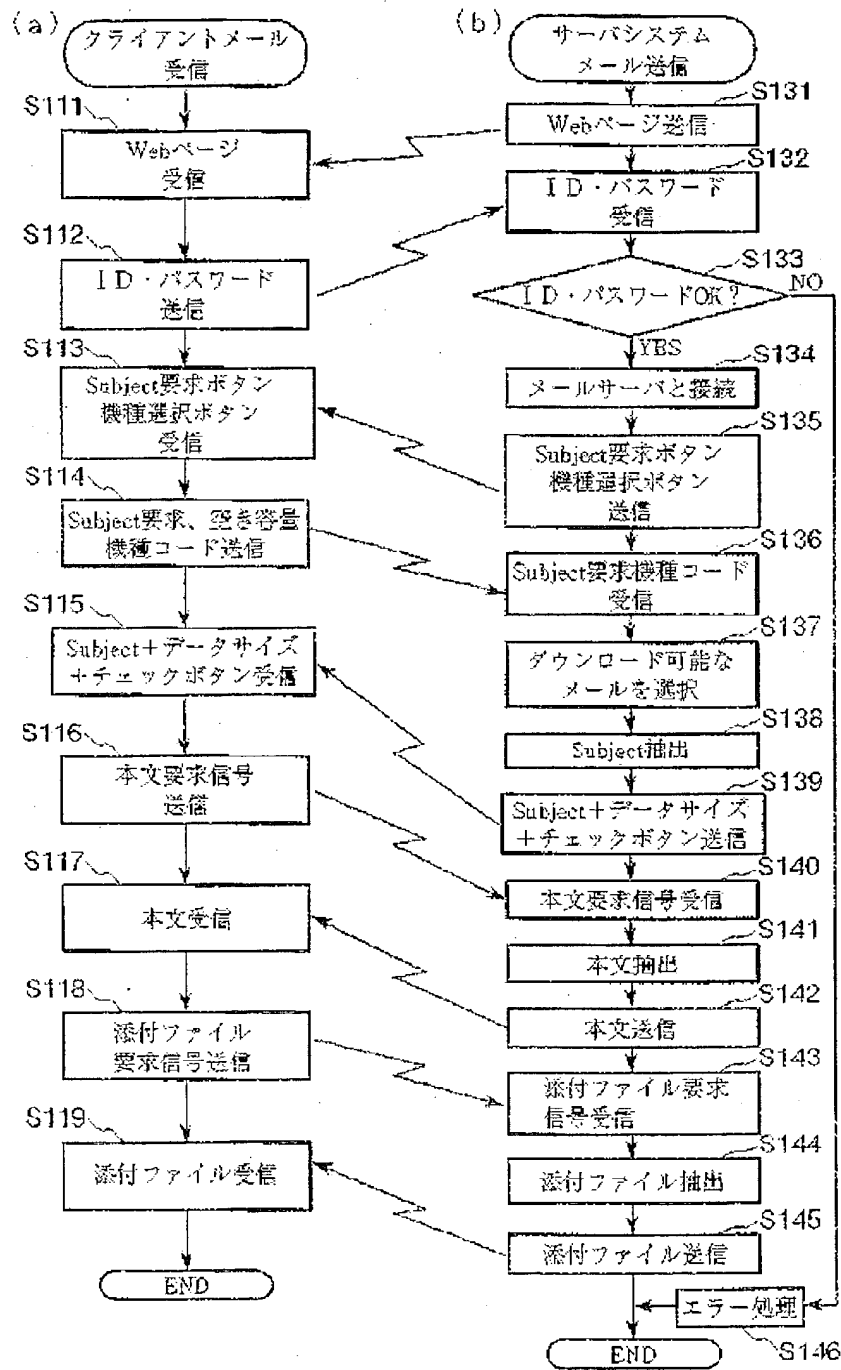 (a)
クライアントメール
受信
S111
Webページ
受信
S112
ID・パスワード
送信
S113
Subject要求ボタン
機種選択ボタン
受信
S114
Subject要求、空き容量
機種コード送信
S115
Subject+データサイズ
+チェックボタン受信
S116
本文要求信号
送信
S117
本文受信
S118
添付ファイル
要求信号送信
S119
添付ファイル受信
END
(b)
サーバシステム
メール送信
S131
Webページ送信
S132
ID・パスワード
受信
S133
ID・パスワードOK?
NO
YES
S134
メールサーバと接続
S135
Subject要求ボタン
機種選択ボタン
送信
S136
Subject要求機種コード
受信
S137
ダウンロード可能な
メールを選択
S138
Subject抽出
S139
Subject+データサイズ
+チェックボタン送信
S140
本文要求信号受信
S141
本文抽出
S142
本文送信
S143
添付ファイル要求
信号受信
S144
添付ファイル抽出
S145
添付ファイル送信
エラー処理
S146
END